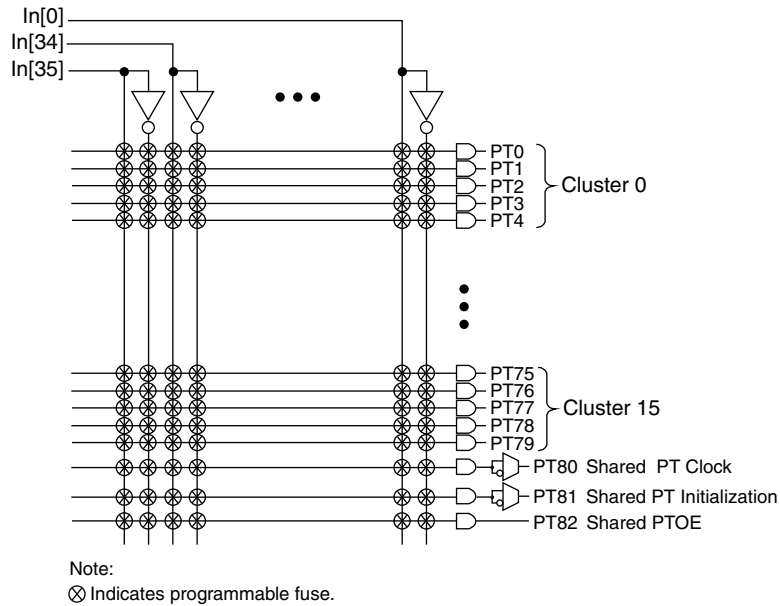 In[0]
In[34]
In[35]
PT0
PT1
PT2
PT3
PT4
Cluster 0
PT75
PT76
PT77
PT78
PT79
Cluster 15
PT80 Shared PT Clock
PT81 Shared PT Initialization
PT82 Shared PTOE
Note:
Indicates programmable fuse.